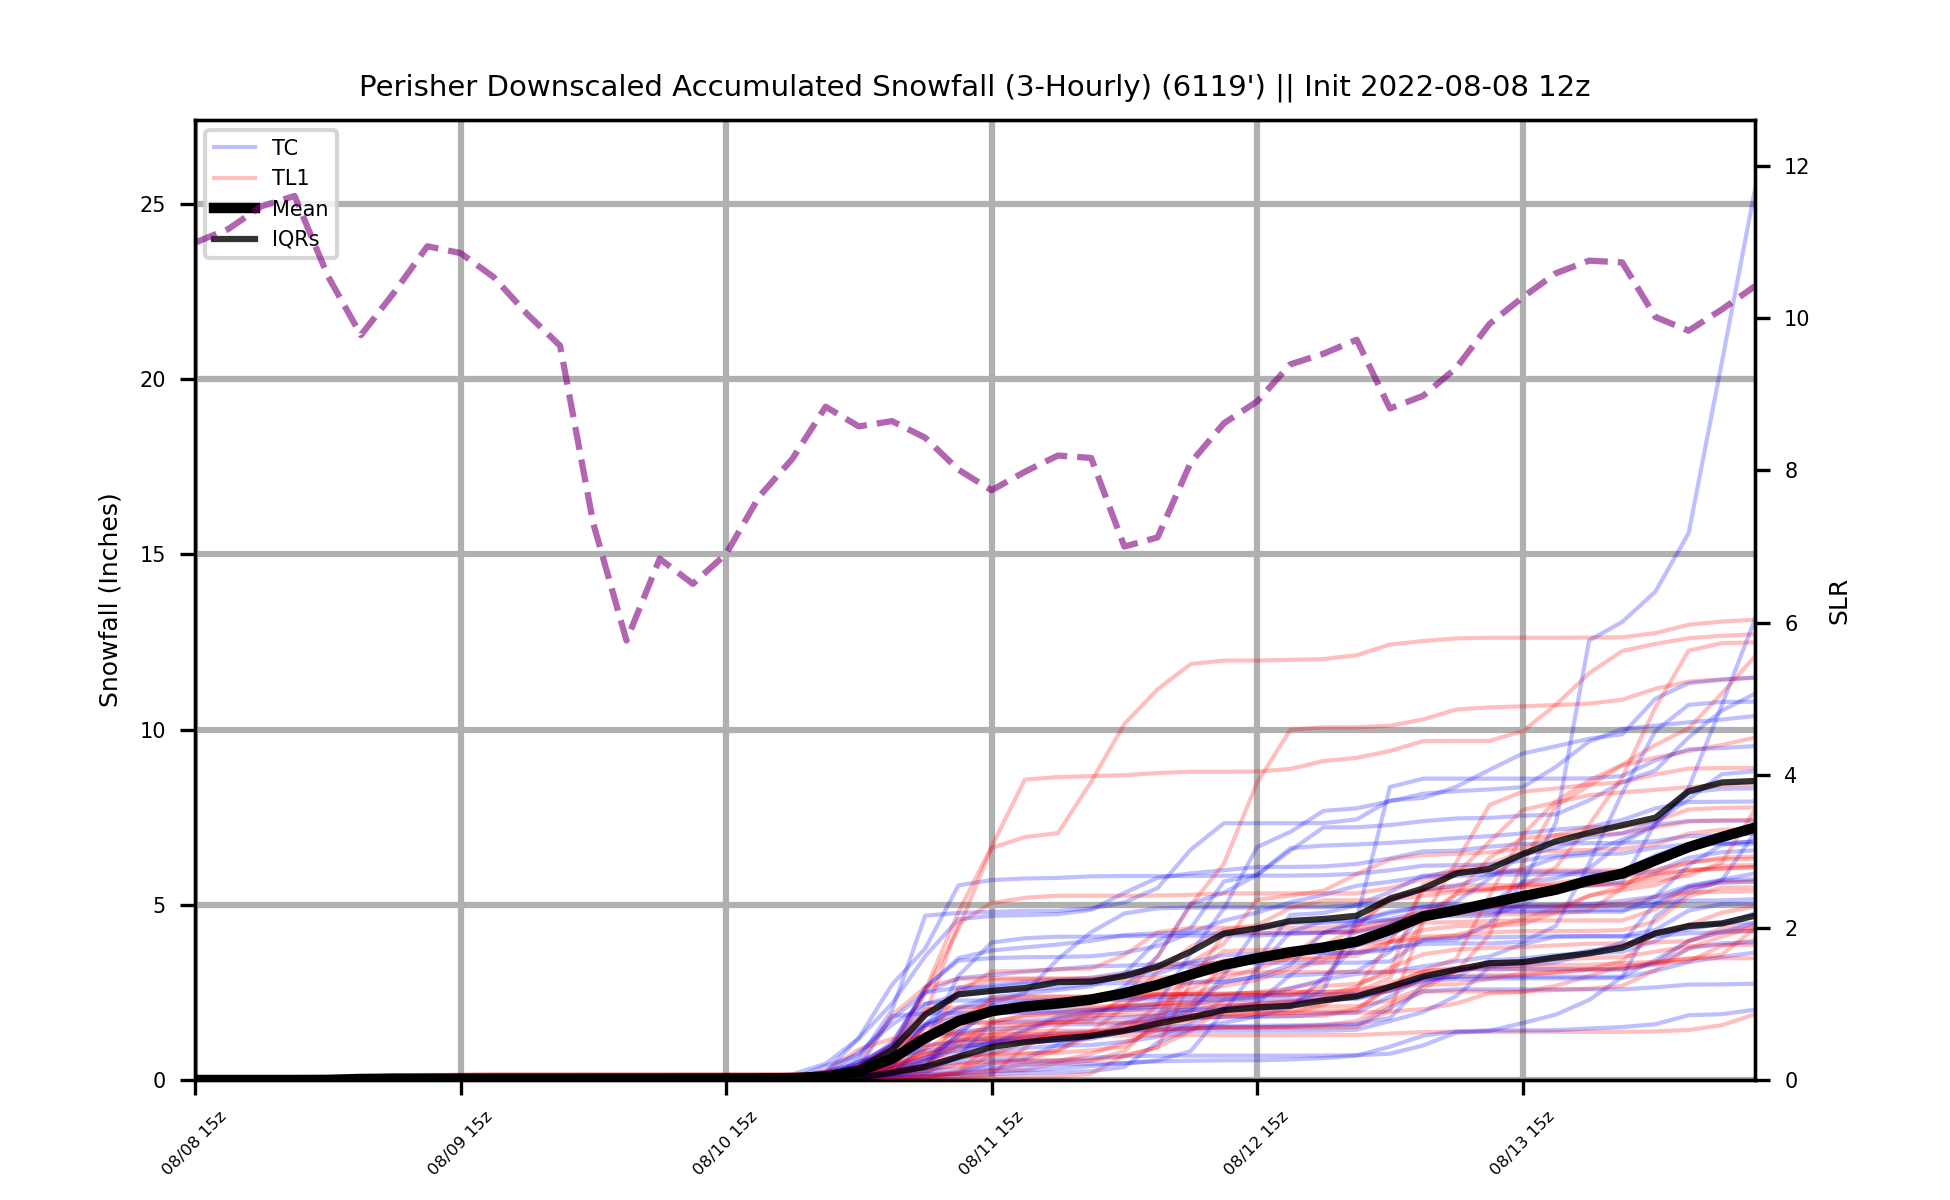 Perisher Downscaled Accumulated Snowfall (3-Hourly) (6119') || Init 2022-08-08 12z
TC
TL1
Mean
IQRs
Snowfall (Inches)
25
20
15
10
5
0
12
10
8
6
4
2
0
SLR
08/08 15z
08/09 15z
08/10 15z
08/11 15z
08/12 15z
08/13 15z